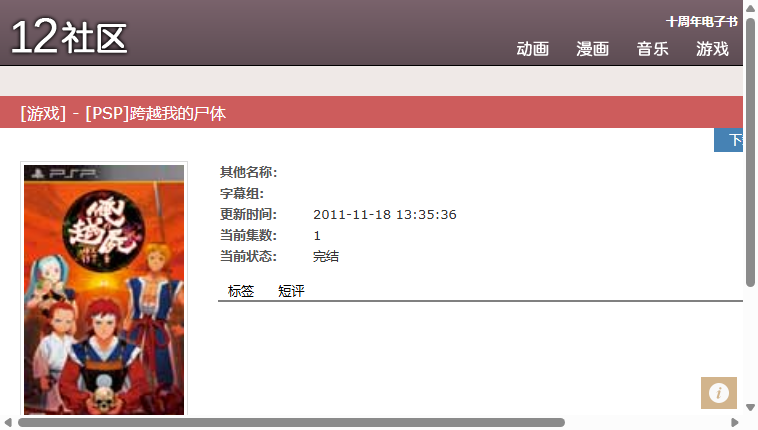 12社区
十周年电子书
动画 漫画 音乐 游戏
[游戏] - [PSP]跨越我的尸体
PSP
俺屍
越
其他名称:
字幕组:
更新时间: 2011-11-18 13:35:36
当前集数: 1
当前状态: 完结
标签 短评